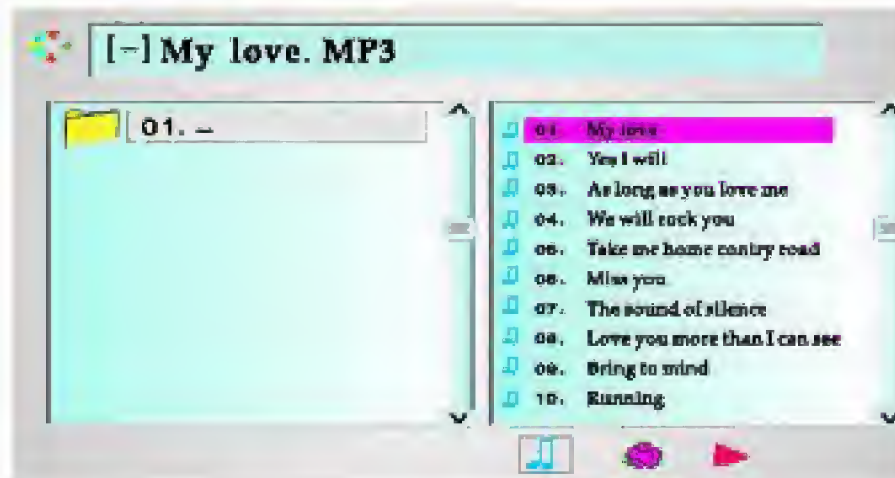 [-] My love. MP3
01. –
01. My love
02. Yes I will
03. As long as you love me
04. We will rock you
05. Take me home contry road
06. Miss you
07. The sound of silence
08. Love you more than I can see
09. Bring to mind
10. Running